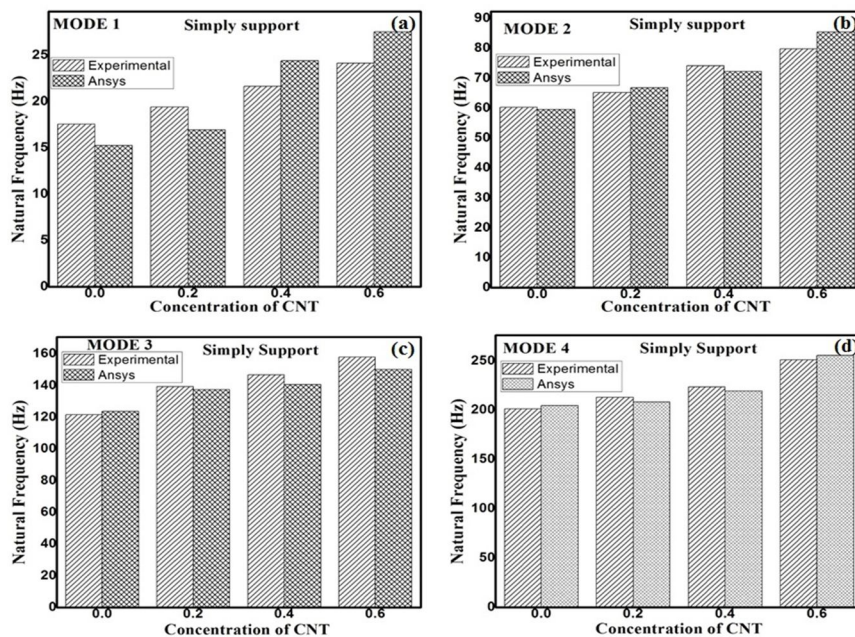 MODE 1 Simply support (a)
Experimental
Ansys
Natural Frequency (Hz)
25
20
15
10
5
0
0.0 0.2 0.4 0.6
Concentration of CNT
MODE 2 Simply support (b)
Experimental
Ansys
Natural Frequency (Hz)
90
80
70
60
50
40
30
20
10
0
0.0 0.2 0.4 0.6
Concentration of CNT
MODE 3 Simply Support (c)
Experimental
Ansys
Natural Frequency (Hz)
160
140
120
100
80
60
40
20
0
0.0 0.2 0.4 0.6
Concentration of CNT
MODE 4 Simply Support (d)
Experimental
Ansys
Natural Frequency (Hz)
250
200
150
100
50
0
0.0 0.2 0.4 0.6
Concentration of CNT